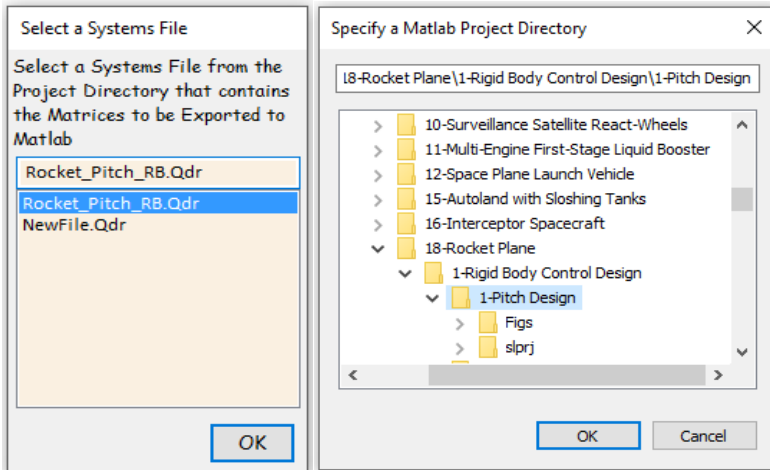 Select a Systems File
Select a Systems File from the
Project Directory that contains
the Matrices to be Exported to
Matlab
Rocket_Pitch_RB.Qdr
Rocket_Pitch_RB.Qdr
NewFile.Qdr
OK
Specify a Matlab Project Directory
18-Rocket Plane\1-Rigid Body Control Design\1-Pitch Design
10-Surveillance Satellite React-Wheels
11-Multi-Engine First-Stage Liquid Booster
12-Space Plane Launch Vehicle
15-Autoland with Sloshing Tanks
16-Interceptor Spacecraft
18-Rocket Plane
1-Rigid Body Control Design
1-Pitch Design
Figs
slprj
OK
Cancel